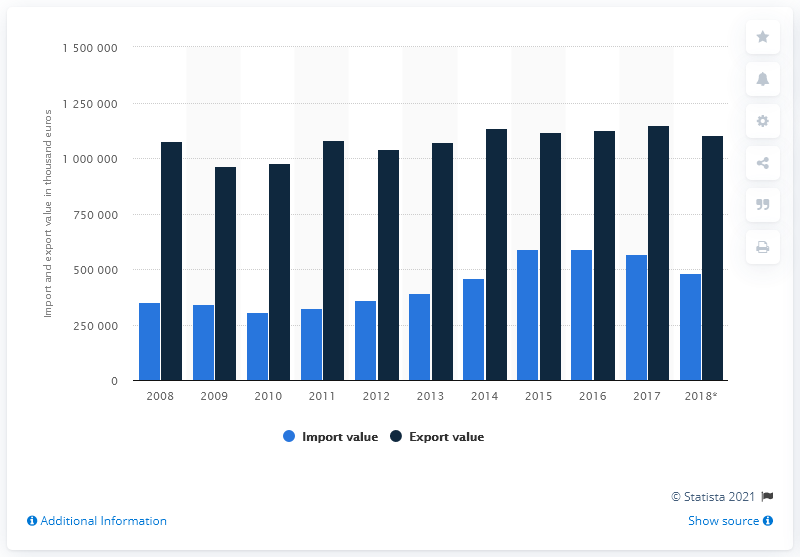 Import and export value in thousand euros
1 500 000
1 250 000
1 000 000
750 000
500 000
250 000
0
2008 2009 2010 2011 2012 2013 2014 2015 2016 2017 2018*
Import value Export value
© Statista 2021
Additional Information
Show source